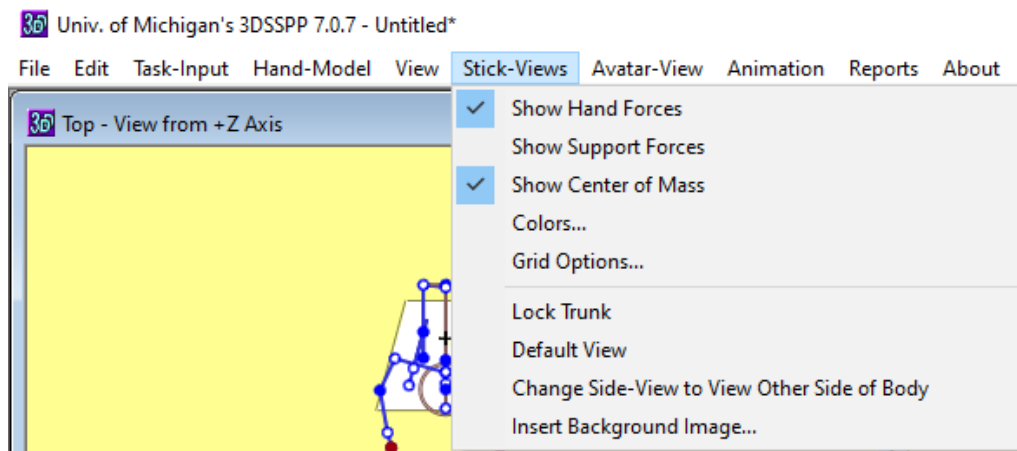 3D Univ. of Michigan's 3DSSPP 7.0.7 - Untitled*
File Edit Task-Input Hand-Model View Stick-Views Avatar-View Animation Reports About
3D Top - View from +Z Axis
Show Hand Forces
Show Support Forces
Show Center of Mass
Colors...
Grid Options...
Lock Trunk
Default View
Change Side-View to View Other Side of Body
Insert Background Image...